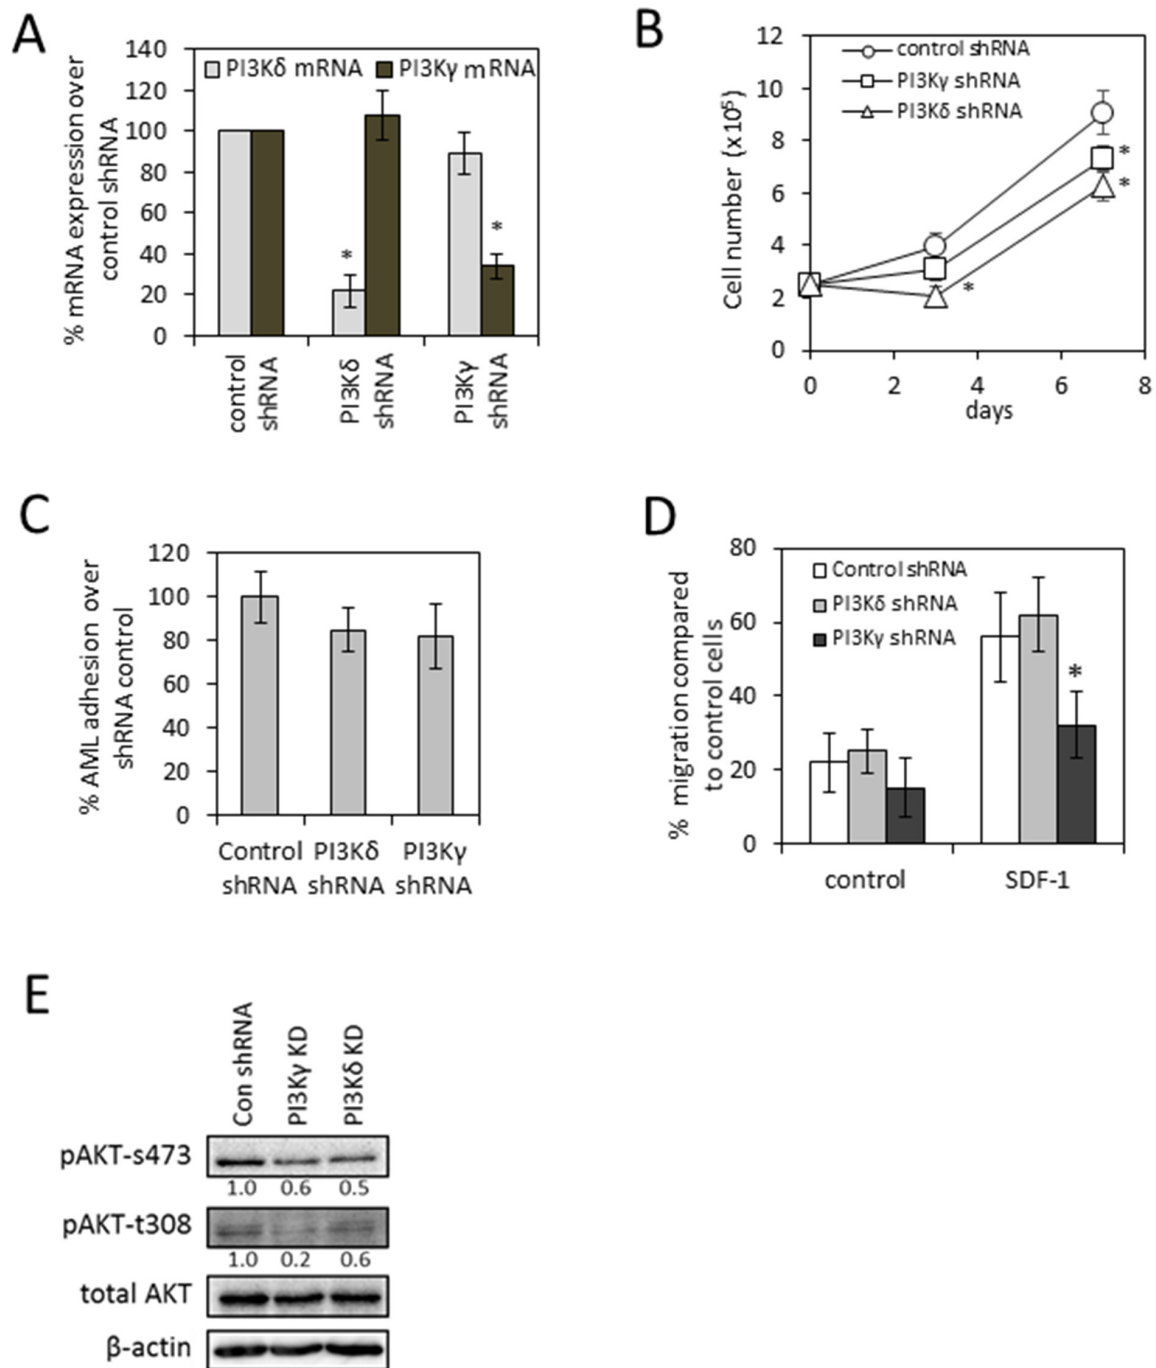 A
% mRNA expression over
control shRNA
140
120
100
80
60
40
20
0
PI3Kδ mRNA
PI3Kγ mRNA
*
*
control
shRNA
PI3Kδ
shRNA
PI3Kγ
shRNA
B
Cell number (x10⁵)
12
10
8
6
4
2
0
control shRNA
PI3Kγ shRNA
PI3Kδ shRNA
*
*
*
0 2 4 6 8
days
C
% AML adhesion over
shRNA control
120
100
80
60
40
20
0
Control PI3Kδ PI3Kγ
shRNA shRNA shRNA
D
% migration compared
to control cells
80
60
40
20
0
Control shRNA
PI3Kδ shRNA
PI3Kγ shRNA
*
control SDF-1
E
Con shRNA
PI3Kγ KD
PI3Kδ KD
pAKT-s473
1.0 0.6 0.5
pAKT-t308
1.0 0.2 0.6
total AKT
β-actin